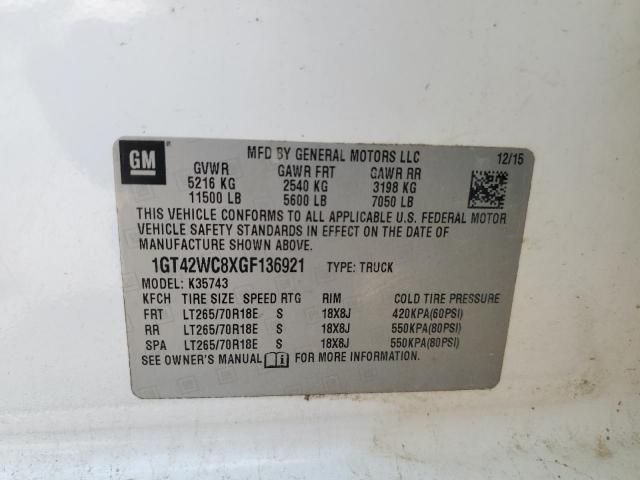 GM
MFD BY GENERAL MOTORS LLC 12/15
GVWR GAWR FRT GAWR RR
5216 KG 2540 KG 3198 KG
11500 LB 5600 LB 7050 LB
THIS VEHICLE CONFORMS TO ALL APPLICABLE U.S. FEDERAL MOTOR
VEHICLE SAFETY STANDARDS IN EFFECT ON THE DATE OF
MANUFACTURE SHOWN ABOVE.
1GT42WC8XGF136921 TYPE: TRUCK
MODEL: K35743
KFCH TIRE SIZE SPEED RTG RIM COLD TIRE PRESSURE
FRT LT265/70R18E S 18X8J 420KPA(60PSI)
RR LT265/70R18E S 18X8J 550KPA(80PSI)
SPA LT265/70R18E S 18X8J 550KPA(80PSI)
SEE OWNER'S MANUAL FOR MORE INFORMATION.